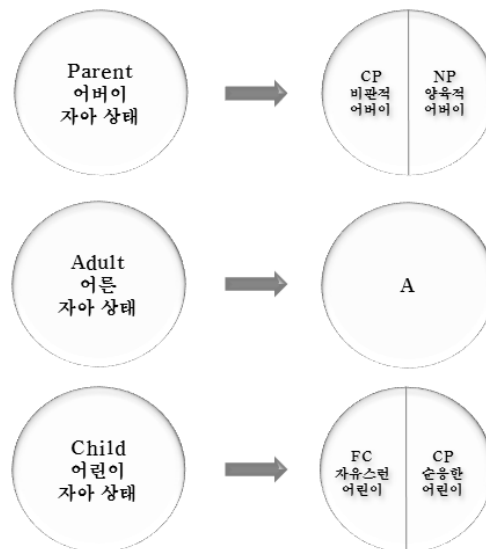 Parent
어버이
자아 상태
CP
비판적
어버이
NP
양육적
어버이
Adult
어른
자아 상태
A
Child
어린이
자아 상태
FC
자유스런
어린이
CP
순응한
어린이